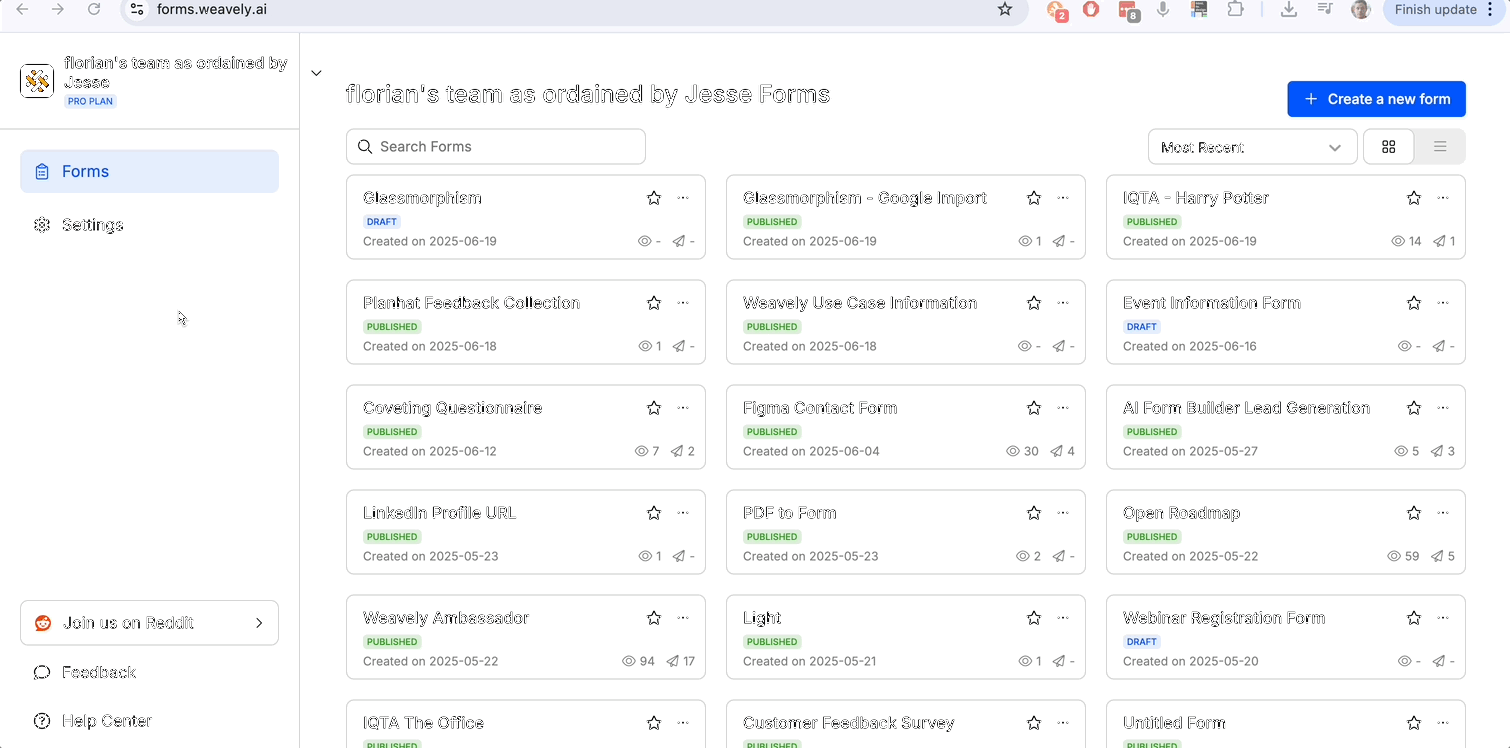 forms.weavely.ai
2
8
Finish update
florian's team as ordained by
Jesse
PRO PLAN
florian's team as ordained by Jesse Forms
+ Create a new form
Search Forms
Most Recent
Forms
Settings
Glassmorphism
DRAFT
Created on 2025-06-19
- -
Glassmorphism - Google Import
PUBLISHED
Created on 2025-06-19
1 -
IQTA - Harry Potter
PUBLISHED
Created on 2025-06-19
14 1
Planhat Feedback Collection
PUBLISHED
Created on 2025-06-18
1 -
Weavely Use Case Information
PUBLISHED
Created on 2025-06-18
- -
Event Information Form
DRAFT
Created on 2025-06-16
- -
Coveting Questionnaire
PUBLISHED
Created on 2025-06-12
7 2
Figma Contact Form
PUBLISHED
Created on 2025-06-04
30 4
AI Form Builder Lead Generation
PUBLISHED
Created on 2025-05-27
5 3
LinkedIn Profile URL
PUBLISHED
Created on 2025-05-23
1 -
PDF to Form
PUBLISHED
Created on 2025-05-23
2 -
Open Roadmap
PUBLISHED
Created on 2025-05-22
59 5
Weavely Ambassador
PUBLISHED
Created on 2025-05-22
94 17
Light
PUBLISHED
Created on 2025-05-21
1 -
Webinar Registration Form
DRAFT
Created on 2025-05-20
- -
IQTA The Office
PUBLISHED
Customer Feedback Survey
PUBLISHED
Untitled Form
PUBLISHED
Join us on Reddit
Feedback
Help Center